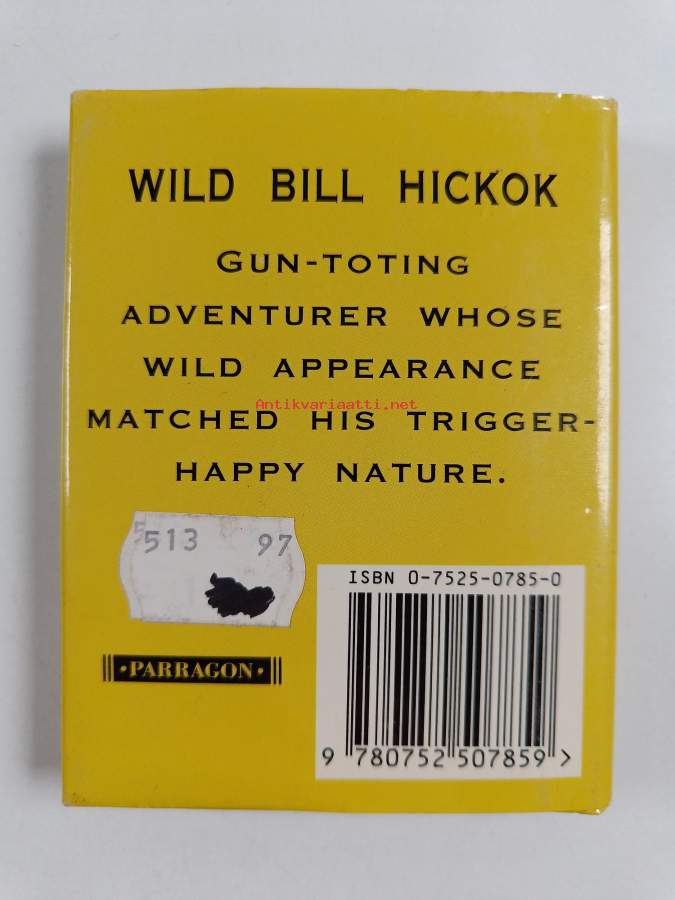 WILD BILL HICKOK
GUN-TOTING
ADVENTURER WHOSE
WILD APPEARANCE
Antikvariaatti.net
MATCHED HIS TRIGGER-
HAPPY NATURE.
5513 97
ISBN 0-7525-0785-0
·PARRAGON·
9 780752 507859 >